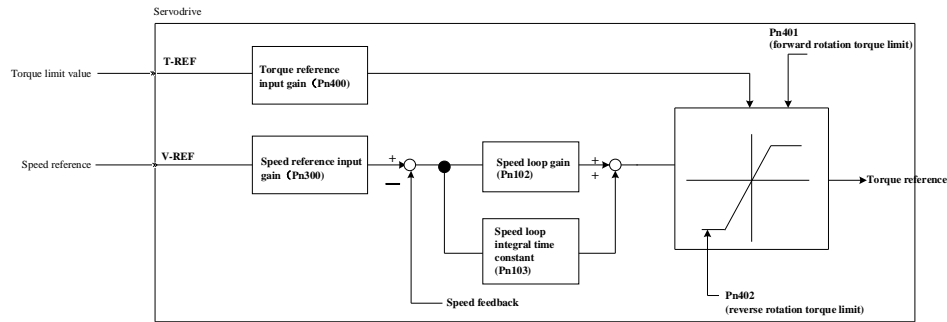 Servodrive
Pn401
(forward rotation torque limit)
T-REF
Torque limit value
Torque reference
input gain （Pn400）
V-REF
Speed reference
Speed reference input
gain （Pn300）
+
−
Speed loop gain
(Pn102)
+
+
Torque reference
Speed loop
integral time
constant
(Pn103)
Speed feedback
Pn402
(reverse rotation torque limit)